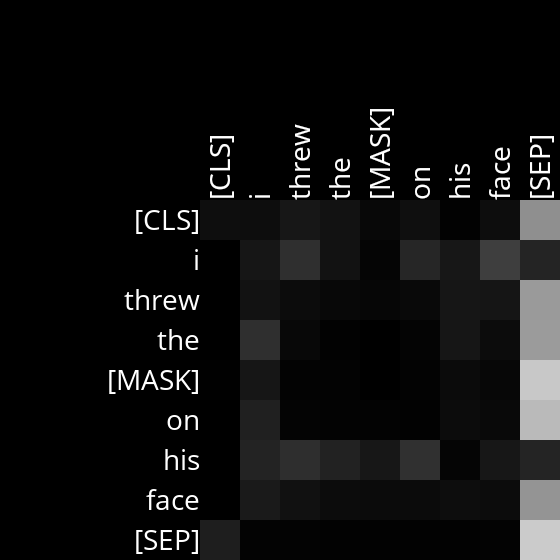 [CLS] i threw the [MASK] on his face [SEP]
[CLS]
i
threw
the
[MASK]
on
his
face
[SEP]